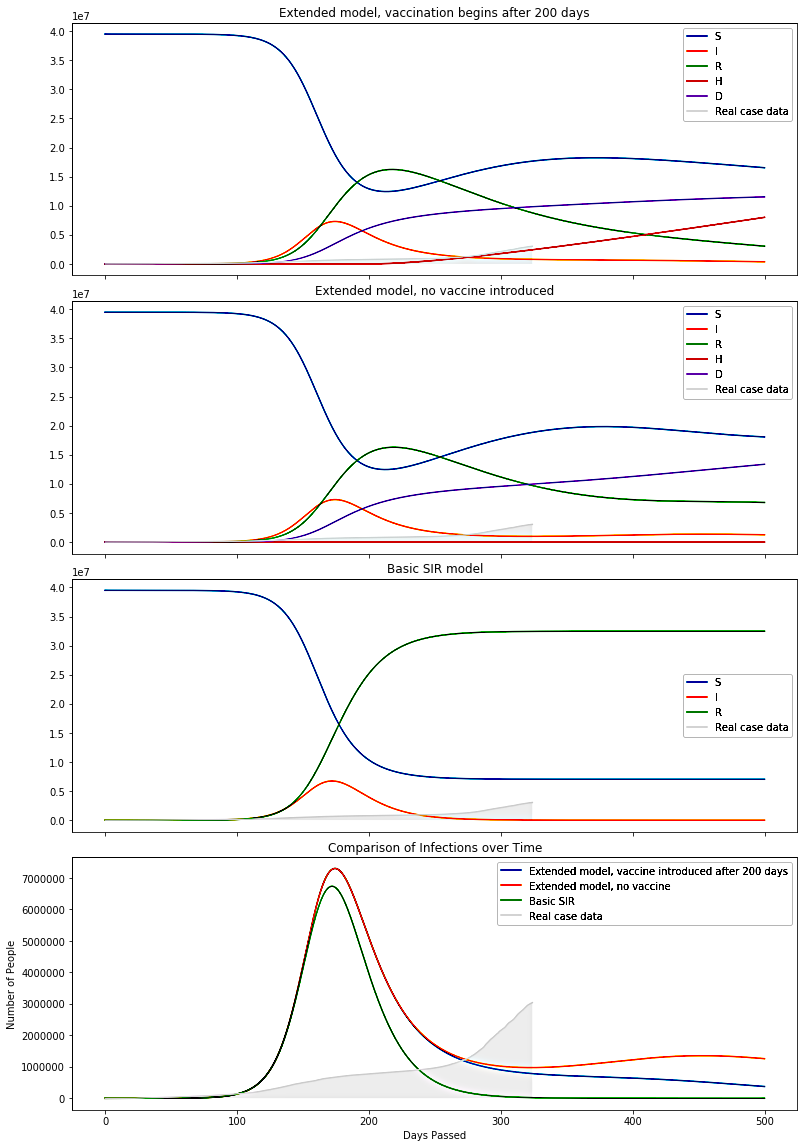 Extended model, vaccination begins after 200 days
1e7
4.0
3.5
3.0
2.5
2.0
1.5
1.0
0.5
0.0
S
I
R
HI
D
Real case data
Extended model, no vaccine introduced
1e7
4.0
3.5
3.0
2.5
2.0
1.5
1.0
0.5
0.0
S
I
R
HI
D
Real case data
Basic SIR model
1e7
4.0
3.5
3.0
2.5
2.0
1.5
1.0
0.5
0.0
S
I
R
Real case data
Comparison of Infections over Time
Number of People
7000000
6000000
5000000
4000000
3000000
2000000
1000000
0
Extended model, vaccine introduced after 200 days
Extended model, no vaccine
Basic SIR
Real case data
0 100 200 300 400 500
Days Passed